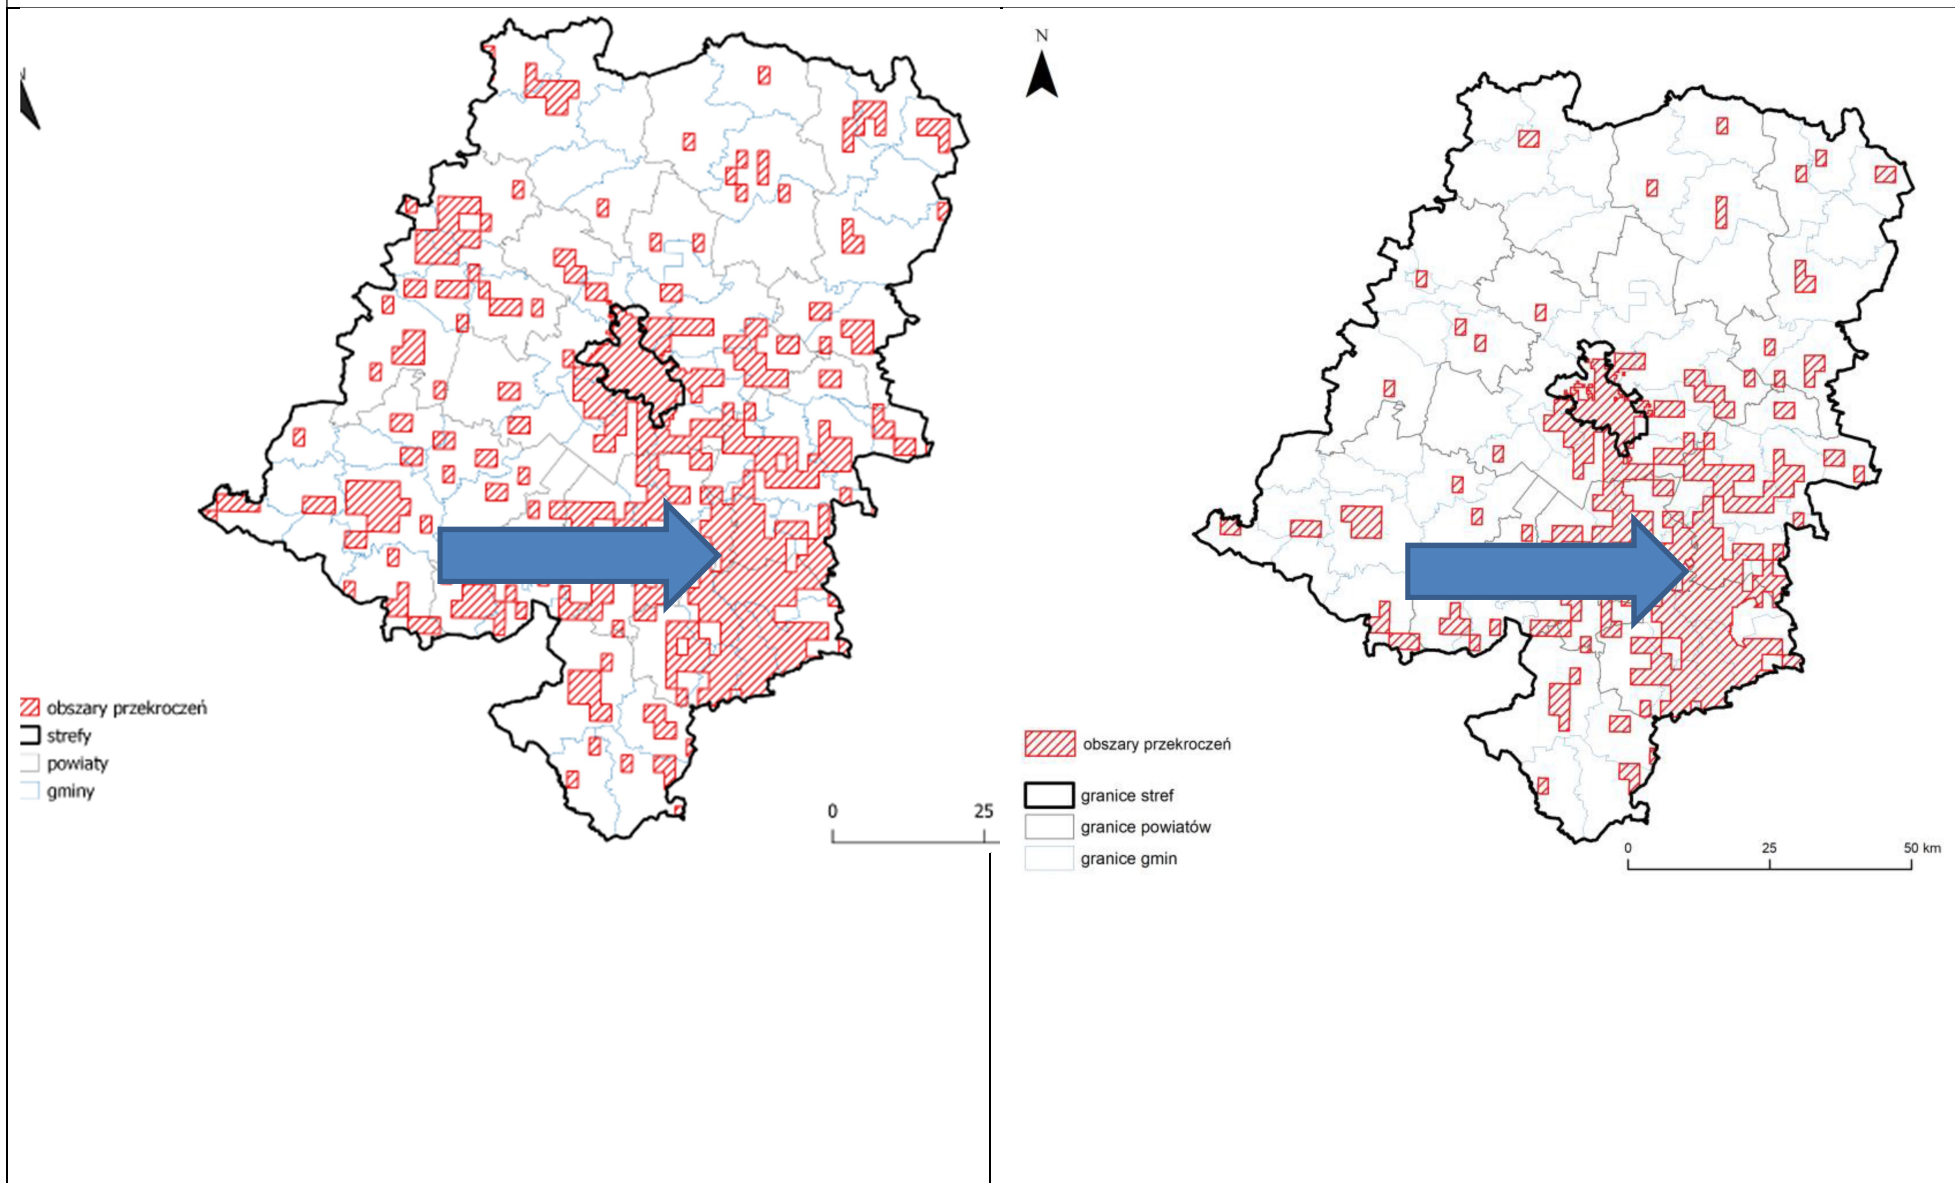 N
obszary przekroczeń
strefy
powiaty
gminy
0 25
N
obszary przekroczeń
granice stref
granice powiatów
granice gmin
0 25 50 km